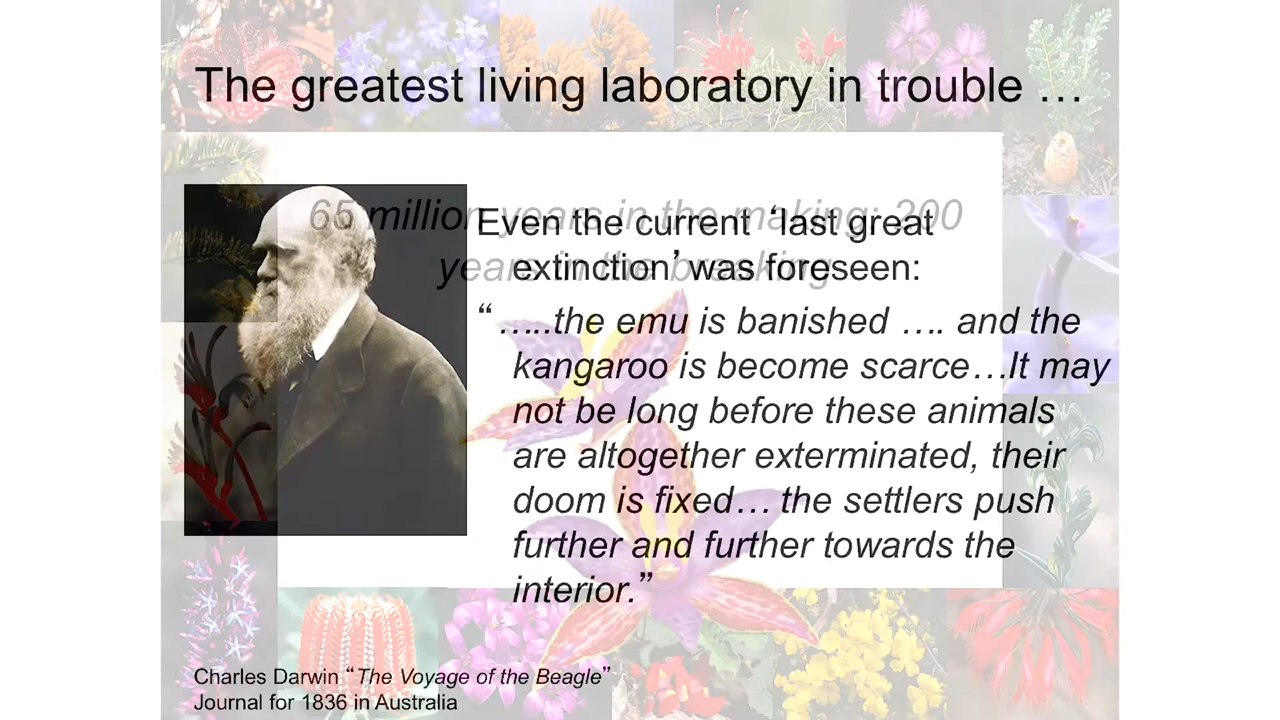 The greatest living laboratory in trouble …
65 million years in the making: 200
years in the breaking
Even the current ‘last great
extinction’ was foreseen:
“…..the emu is banished …. and the
kangaroo is become scarce…It may
not be long before these animals
are altogether exterminated, their
doom is fixed… the settlers push
further and further towards the
interior.”
Charles Darwin “The Voyage of the Beagle”
Journal for 1836 in Australia